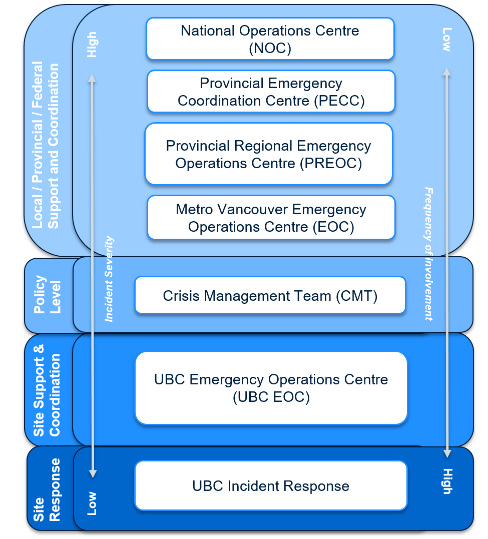 High
Low
National Operations Centre
(NOC)
Provincial Emergency
Coordination Centre (PECC)
Provincial Regional Emergency
Operations Centre (PREOC)
Metro Vancouver Emergency
Operations Centre (EOC)
Local / Provincial / Federal
Support and Coordination
Incident Severity
Frequency of Involvement
Policy
Level
Crisis Management Team (CMT)
Site Support &
Coordination
UBC Emergency Operations Centre
(UBC EOC)
Site
Response
Low
UBC Incident Response
High